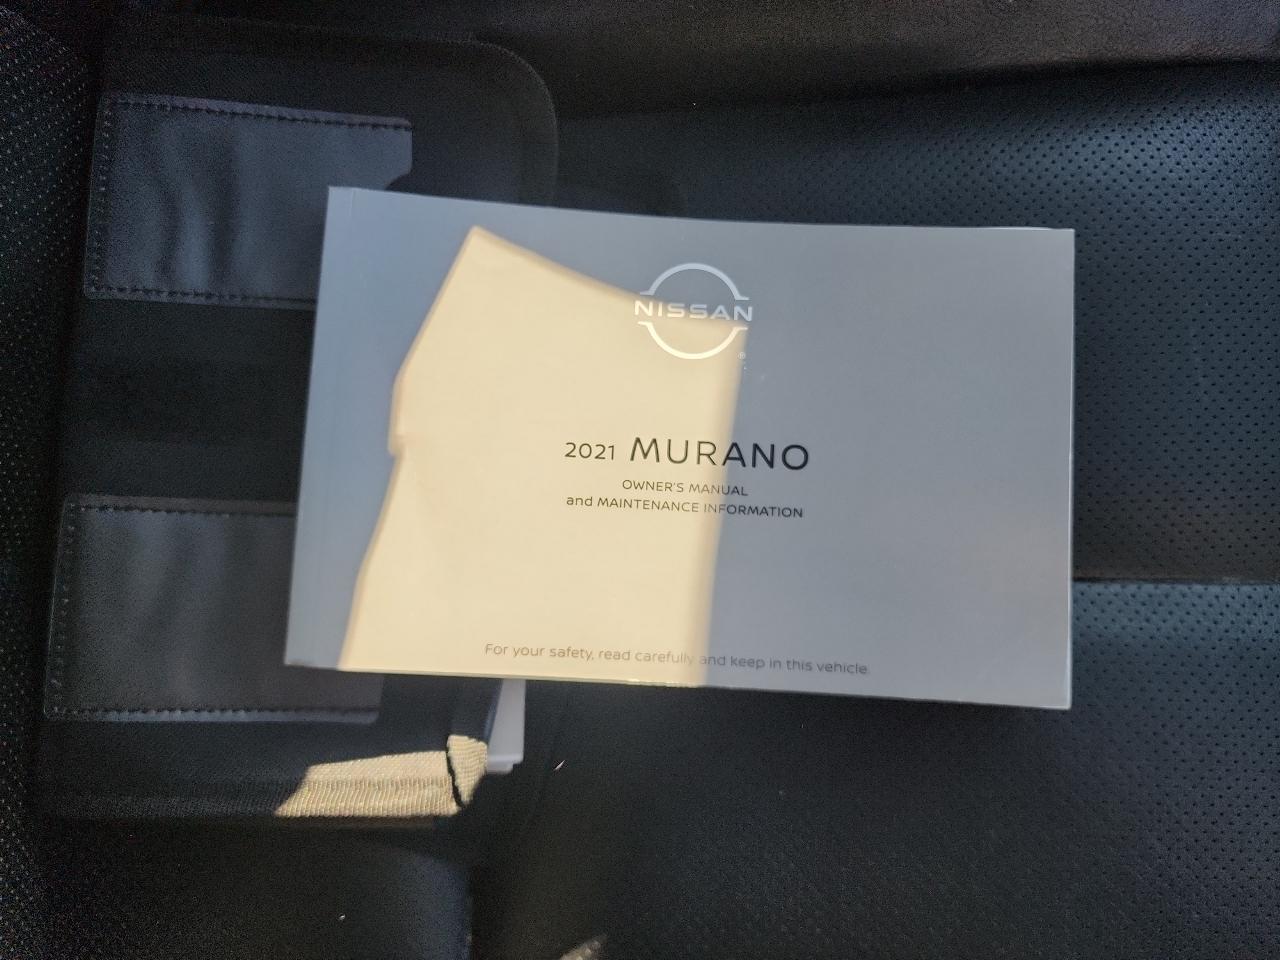 NISSAN
®
2021 MURANO
OWNER'S MANUAL
and MAINTENANCE INFORMATION
For your safety, read carefully and keep in this vehicle.